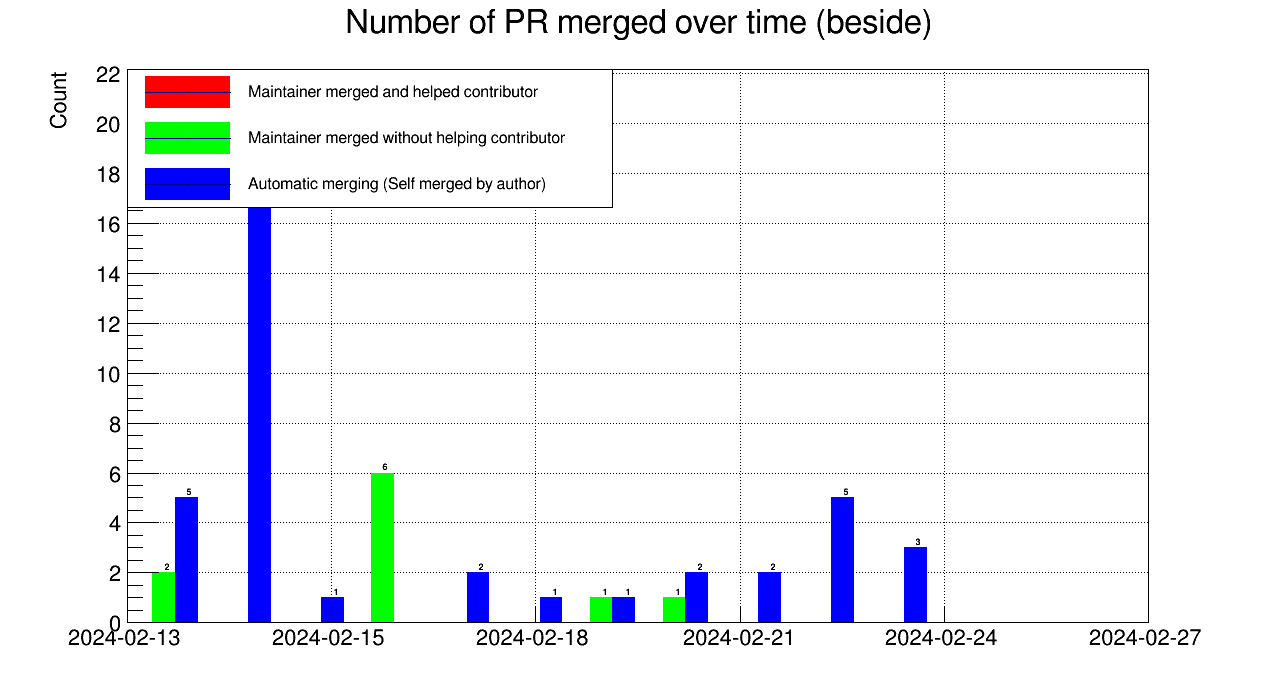 Number of PR merged over time (beside)
Count
22
20
18
16
14
12
10
8
6
4
2
0
Maintainer merged and helped contributor
Maintainer merged without helping contributor
Automatic merging (Self merged by author)
2 5 1 6 2 1 1 1 1 2 2 5 3
2024-02-13 2024-02-15 2024-02-18 2024-02-21 2024-02-24 2024-02-27